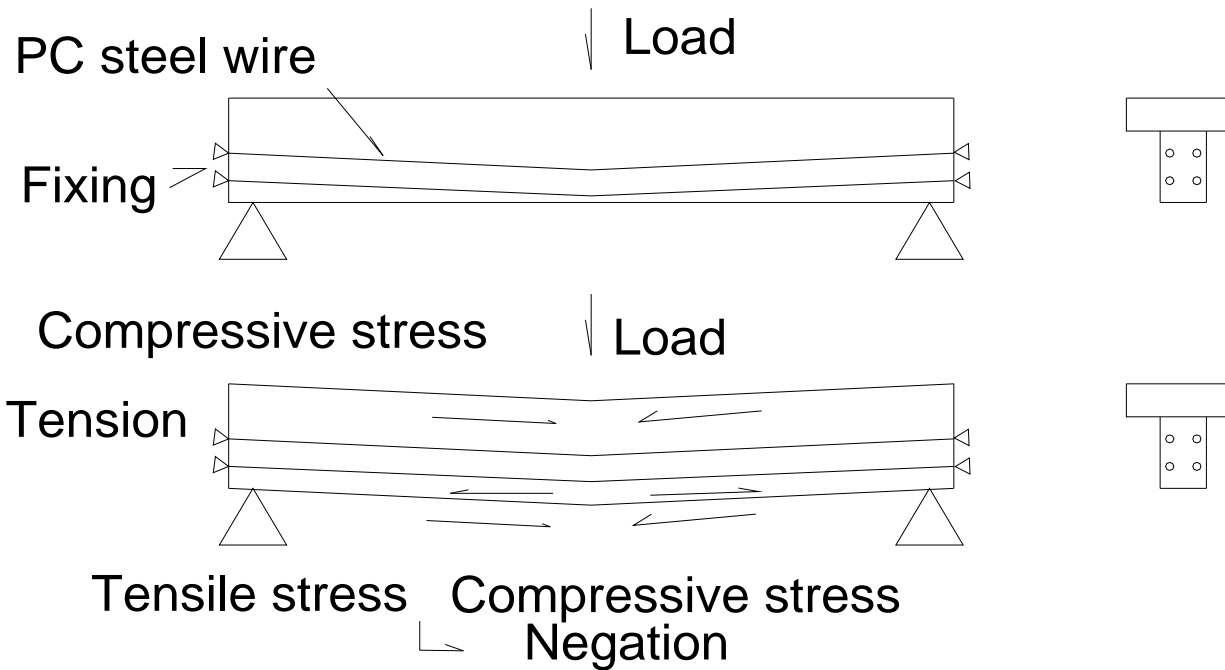 Load
PC steel wire
Fixing
Compressive stress
Load
Tension
Tensile stress
Compressive stress
Negation